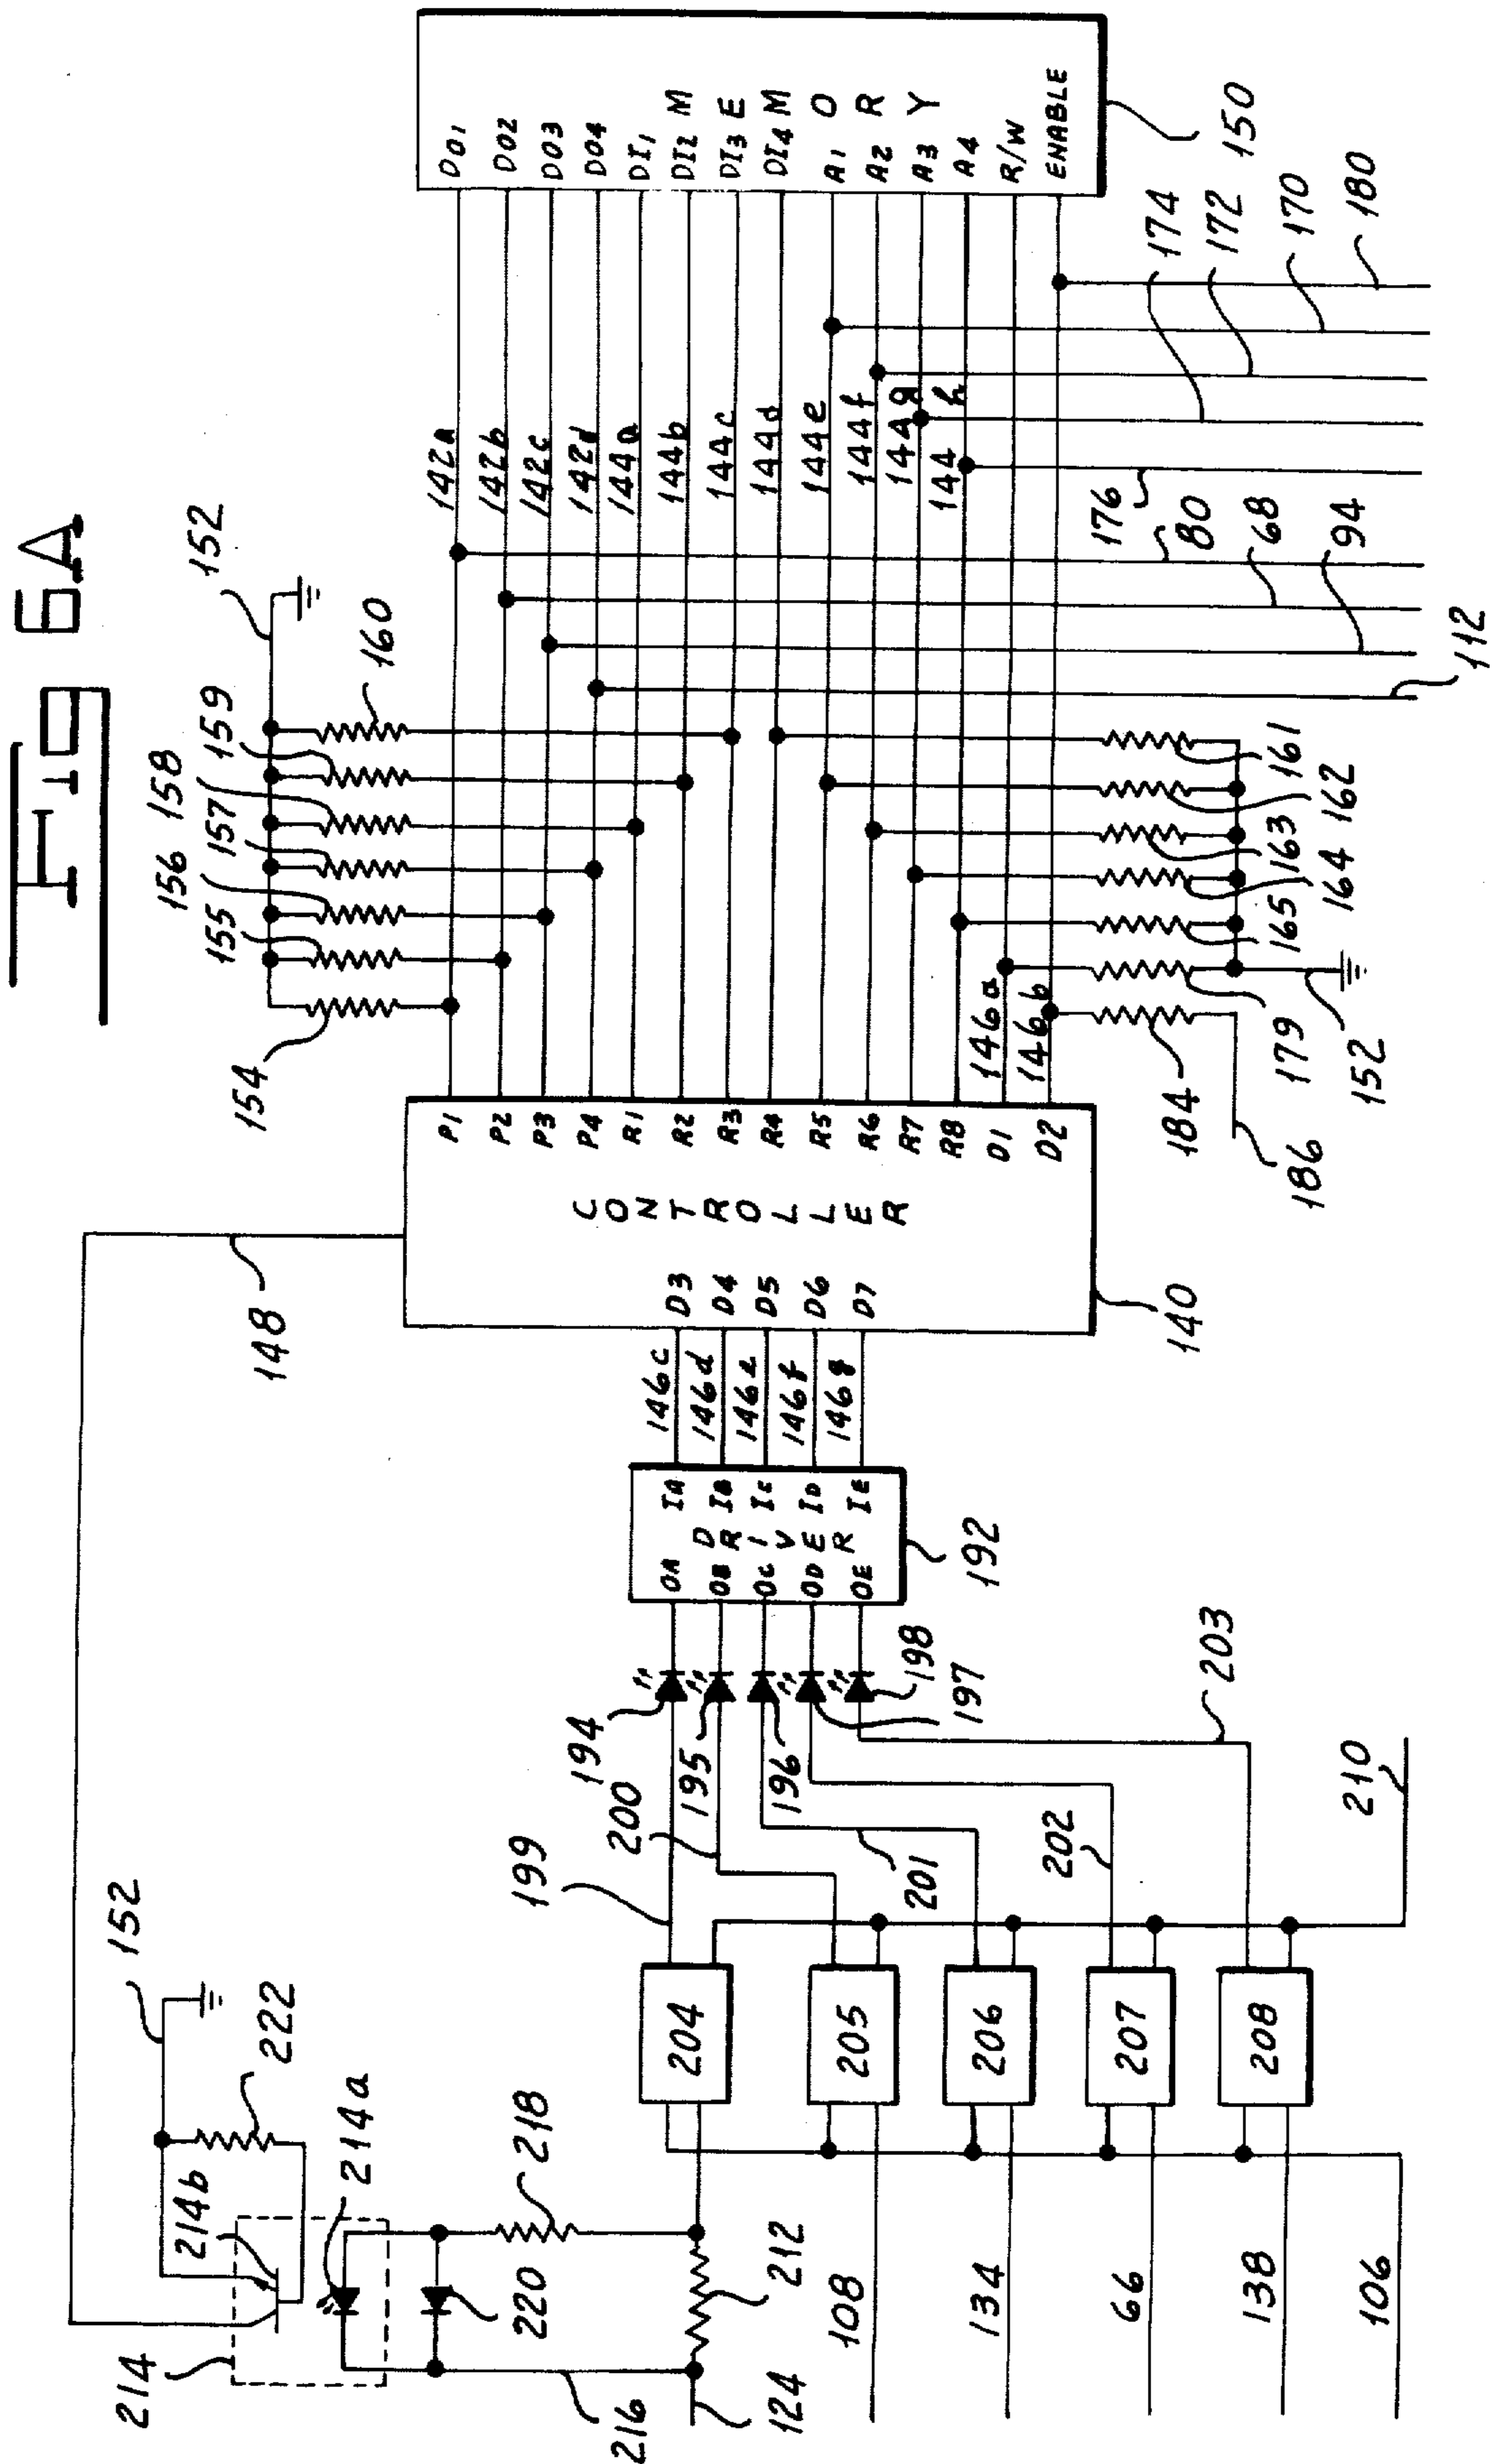 FIG 6A
152
160
159
158
157
156
155
154
148
142a
142b
142c
142d
144a
144b
144c
144d
144e
144f
144g
144h
DO1
DO2
DO3
DO4
DI1
DI2
DI3
DI4
A1
A2
A3
A4
R/W
ENABLE
MEMORY
150
180
170
172
174
176
80
68
94
112
P1
P2
P3
P4
R1
R2
R3
R4
R5
R6
R7
R8
D1
D2
CONTROLLER
D3
D4
D5
D6
D7
140
146a
146b
161
162
163
164
165
179
152
184
186
146c
146d
146e
146f
146g
IA
IB
IC
ID
IE
DRIVER
OA
OB
OC
OD
OE
192
194
195
196
197
198
199
200
201
202
203
204
205
206
207
208
210
152
222
214a
214b
214
218
220
212
216
124
108
134
66
138
106